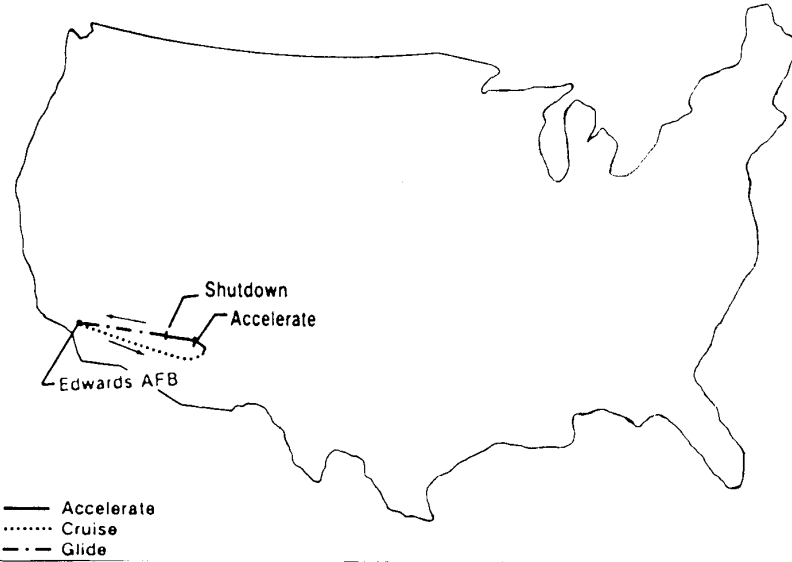 Shutdown
Accelerate
Edwards AFB
Accelerate
Cruise
Glide